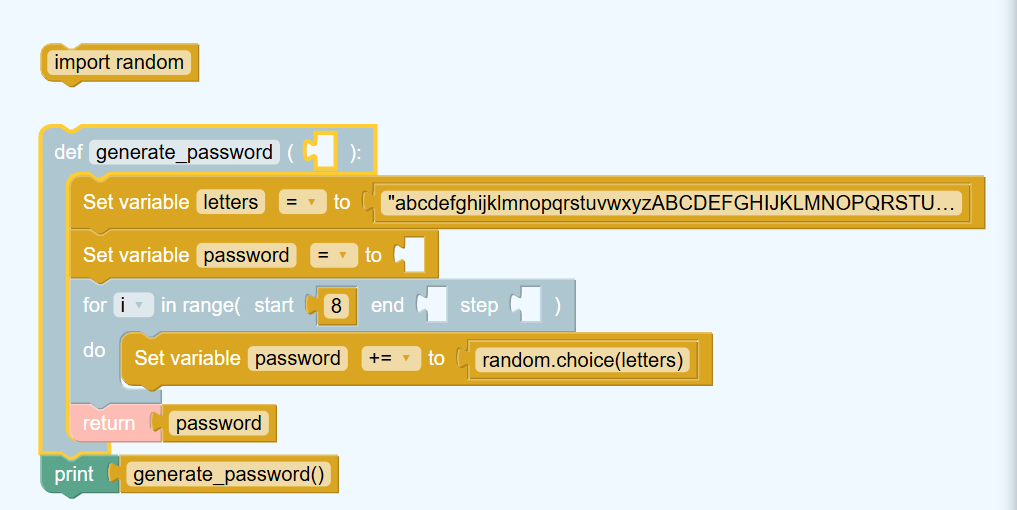 import random
def generate_password ( ):
Set variable letters = to "abcdefghijklmnopqrstuvwxyzABCDEFGHIJKLMNOPQRSTU…
Set variable password = to
for i in range( start 8 end step )
do Set variable password += to random.choice(letters)
return password
print generate_password()